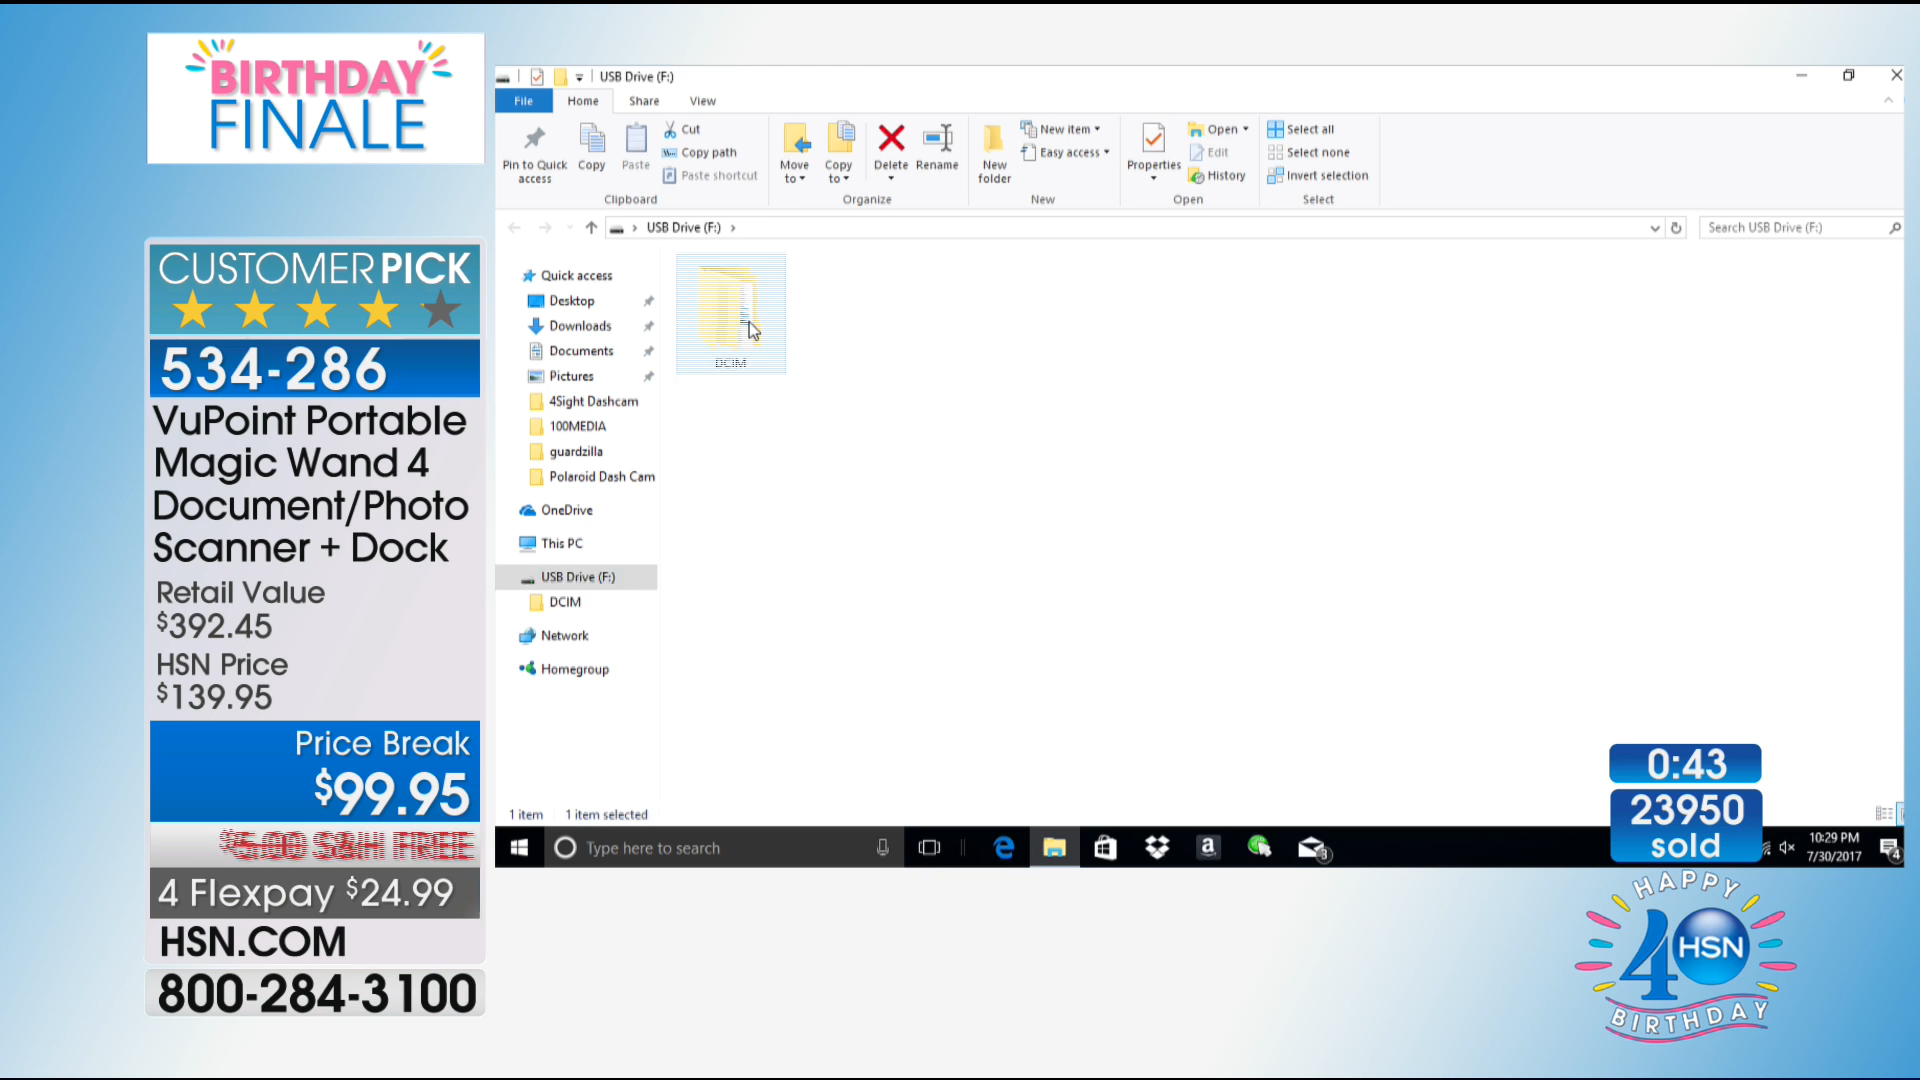 BIRTHDAY
FINALE
CUSTOMER PICK
534-286
VuPoint Portable
Magic Wand 4
Document/Photo
Scanner + Dock
Retail Value
$392.45
HSN Price
$139.95
Price Break
$99.95
$5.00 S&H FREE
4 Flexpay $24.99
HSN.COM
800-284-3100
USB Drive (F:)
File Home Share View
Pin to Quick access
Copy
Paste
Cut
Copy path
Paste shortcut
Clipboard
Move to
Copy to
Delete
Rename
Organize
New folder
New item
Easy access
New
Properties
Open
Edit
History
Open
Select all
Select none
Invert selection
Select
USB Drive (F:)
Search USB Drive (F:)
Quick access
Desktop
Downloads
Documents
Pictures
4Sight Dashcam
100MEDIA
guardzilla
Polaroid Dash Cam
OneDrive
This PC
USB Drive (F:)
DCIM
Network
Homegroup
DCIM
1 item 1 item selected
Type here to search
a
3
10:29 PM
7/30/2017
4
0:43
23950
sold
HAPPY
40 HSN
BIRTHDAY